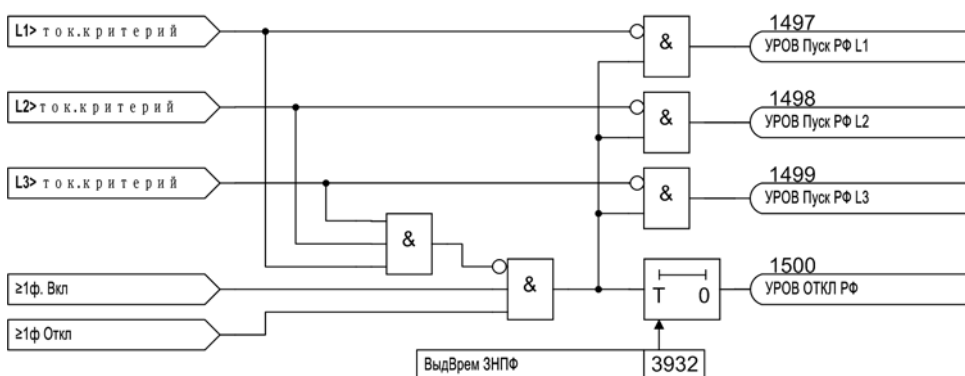 L1> ток.критерий
&
1497
УРОВ Пуск РФ L1
L2> ток.критерий
&
1498
УРОВ Пуск РФ L2
L3> ток.критерий
&
1499
УРОВ Пуск РФ L3
&
≥1ф. Вкл
&
T 0
1500
УРОВ ОТКЛ РФ
≥1ф Откл
ВыдВрем ЗНПФ
3932